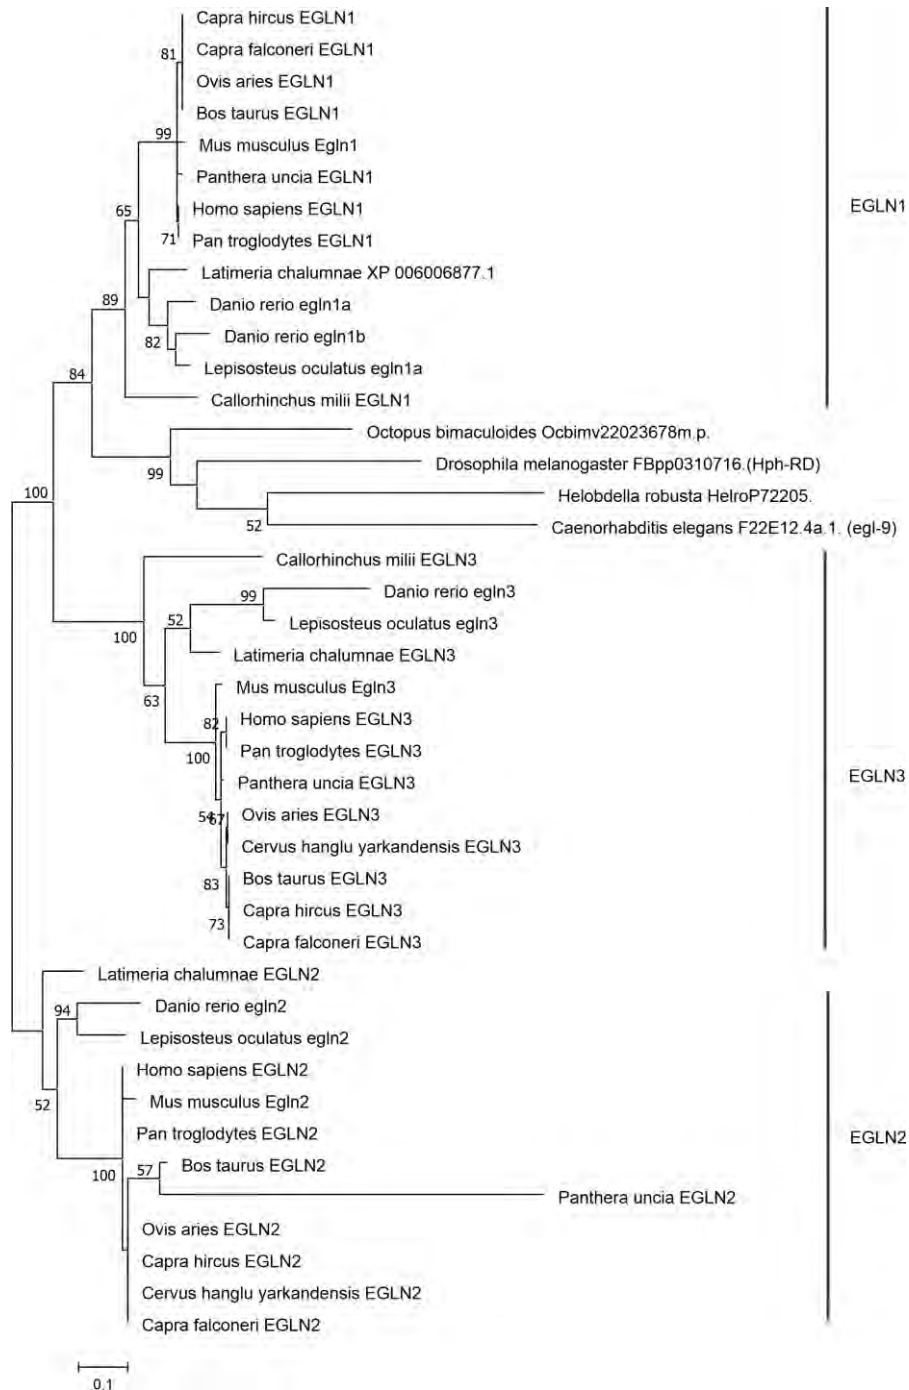 Capra hircus EGLN1
81
Capra falconeri EGLN1
Ovis aries EGLN1
Bos taurus EGLN1
99
Mus musculus Egln1
Panthera uncia EGLN1
EGLN1
65
Homo sapiens EGLN1
71
Pan troglodytes EGLN1
Latimeria chalumnae XP 006006877.1
89
Danio rerio egln1a
82
Danio rerio egln1b
Lepisosteus oculatus egln1a
84
Callorhinchus milii EGLN1
Octopus bimaculoides Ocbimv22023678m.p.
99
Drosophila melanogaster FBpp0310716.(Hph-RD)
100
Helobdella robusta HelroP72205.
52
Caenorhabditis elegans F22E12.4a.1. (egl-9)
Callorhinchus milii EGLN3
99
Danio rerio egln3
52
Lepisosteus oculatus egln3
100
Latimeria chalumnae EGLN3
63
Mus musculus Egln3
82
Homo sapiens EGLN3
100
Pan troglodytes EGLN3
EGLN3
Panthera uncia EGLN3
54
67
Ovis aries EGLN3
Cervus hanglu yarkandensis EGLN3
83
Bos taurus EGLN3
73
Capra hircus EGLN3
Capra falconeri EGLN3
Latimeria chalumnae EGLN2
94
Danio rerio egln2
Lepisosteus oculatus egln2
Homo sapiens EGLN2
52
Mus musculus Egln2
Pan troglodytes EGLN2
EGLN2
100
57
Bos taurus EGLN2
Panthera uncia EGLN2
Ovis aries EGLN2
Capra hircus EGLN2
Cervus hanglu yarkandensis EGLN2
Capra falconeri EGLN2
0.1